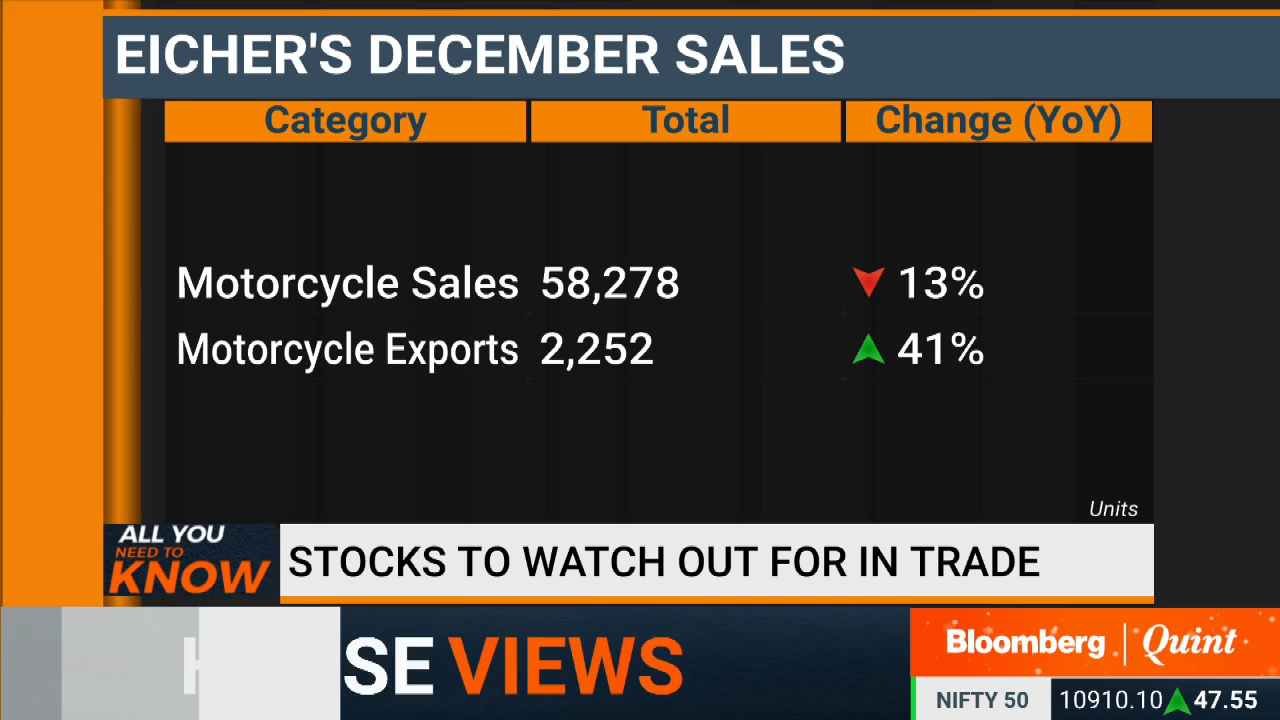 EICHER'S DECEMBER SALES
Category Total Change (YoY)
Motorcycle Sales 58,278 13%
Motorcycle Exports 2,252 41%
Units
ALL YOU
NEED TO
KNOW
STOCKS TO WATCH OUT FOR IN TRADE
SE VIEWS
Bloomberg | Quint
NIFTY 50 10910.10 47.55